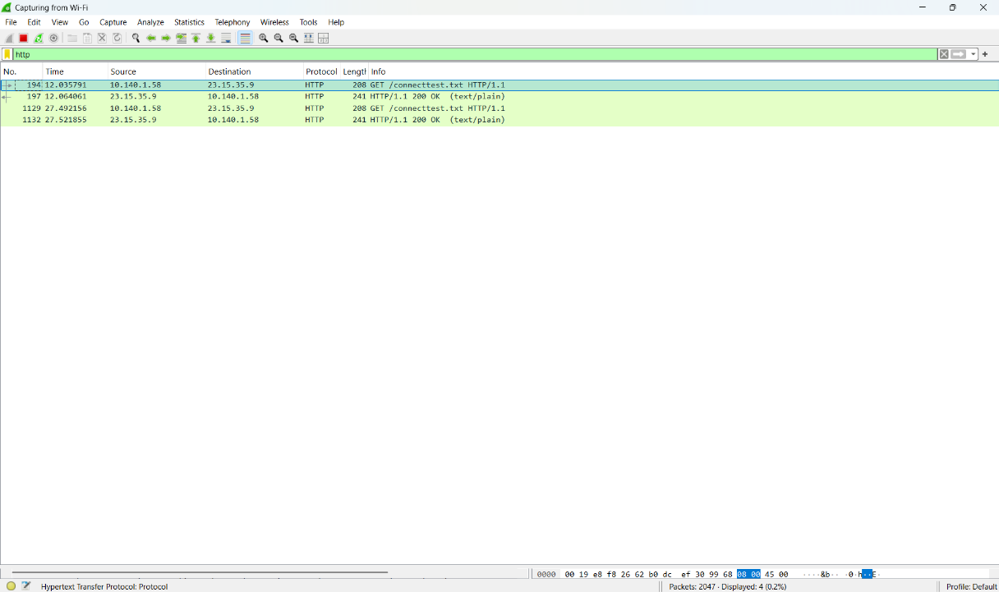 Capturing from Wi-Fi
File Edit View Go Capture Analyze Statistics Telephony Wireless Tools Help
http
No. Time Source Destination Protocol Length Info
194 12.035791 10.140.1.58 23.15.35.9 HTTP 208 GET /connecttest.txt HTTP/1.1
197 12.064061 23.15.35.9 10.140.1.58 HTTP 241 HTTP/1.1 200 OK (text/plain)
1129 27.492156 10.140.1.58 23.15.35.9 HTTP 208 GET /connecttest.txt HTTP/1.1
1132 27.521855 23.15.35.9 10.140.1.58 HTTP 241 HTTP/1.1 200 OK (text/plain)
0000 00 19 e8 f8 26 62 b0 dc ef 30 99 68 08 00 45 00 ····&b·· ·0·h··E·
Hypertext Transfer Protocol: Protocol Packets: 2047 · Displayed: 4 (0.2%) Profile: Default